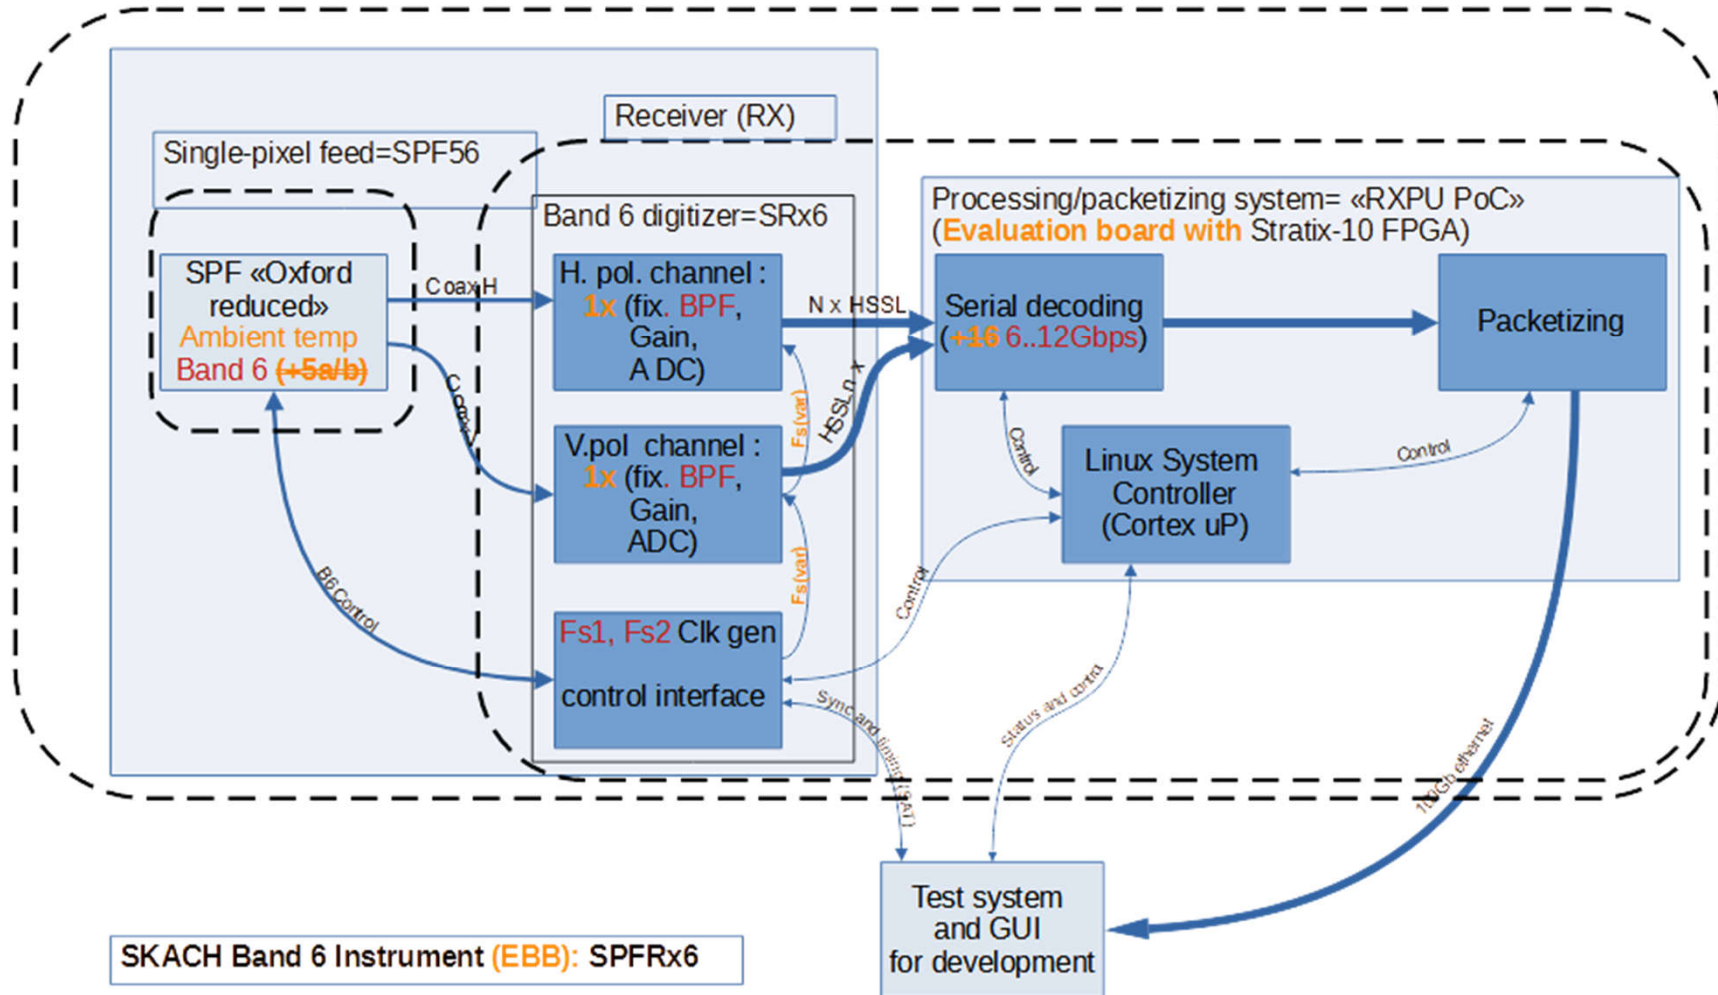 Receiver (RX)
Single-pixel feed=SPF56
SPF «Oxford
reduced»
Ambient temp
Band 6 (+5a/b)
Coax H
Coax V
B6 Control
Band 6 digitizer=SRx6
H. pol. channel :
1x (fix. BPF,
Gain,
A DC)
V.pol channel :
1x (fix. BPF,
Gain,
ADC)
Fs1, Fs2 Clk gen
control interface
Fs(var)
Fs(var)
N x HSSL
HSSL n x
Processing/packetizing system= «RXPU PoC»
(Evaluation board with Stratix-10 FPGA)
Serial decoding
(+16 6..12Gbps)
Packetizing
Linux System
Controller
(Cortex uP)
Control
Control
Control
Sync and timing (SAT)
Status and control
100Gb ethernet
Test system
and GUI
for development
SKACH Band 6 Instrument (EBB): SPFRx6